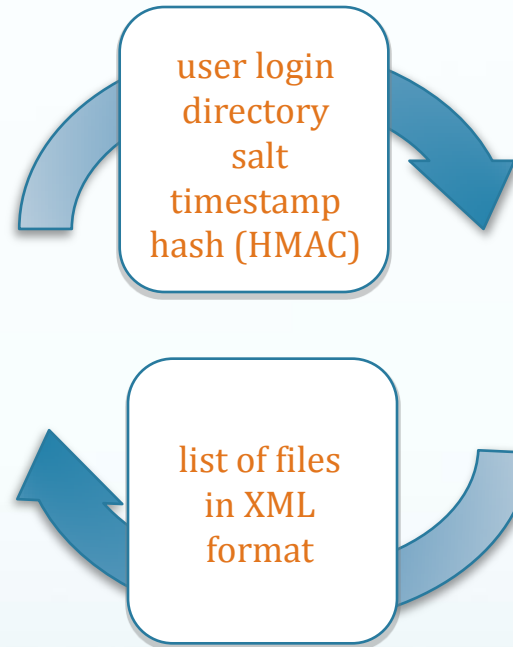 user login
directory
salt
timestamp
hash (HMAC)
list of files
in XML
format